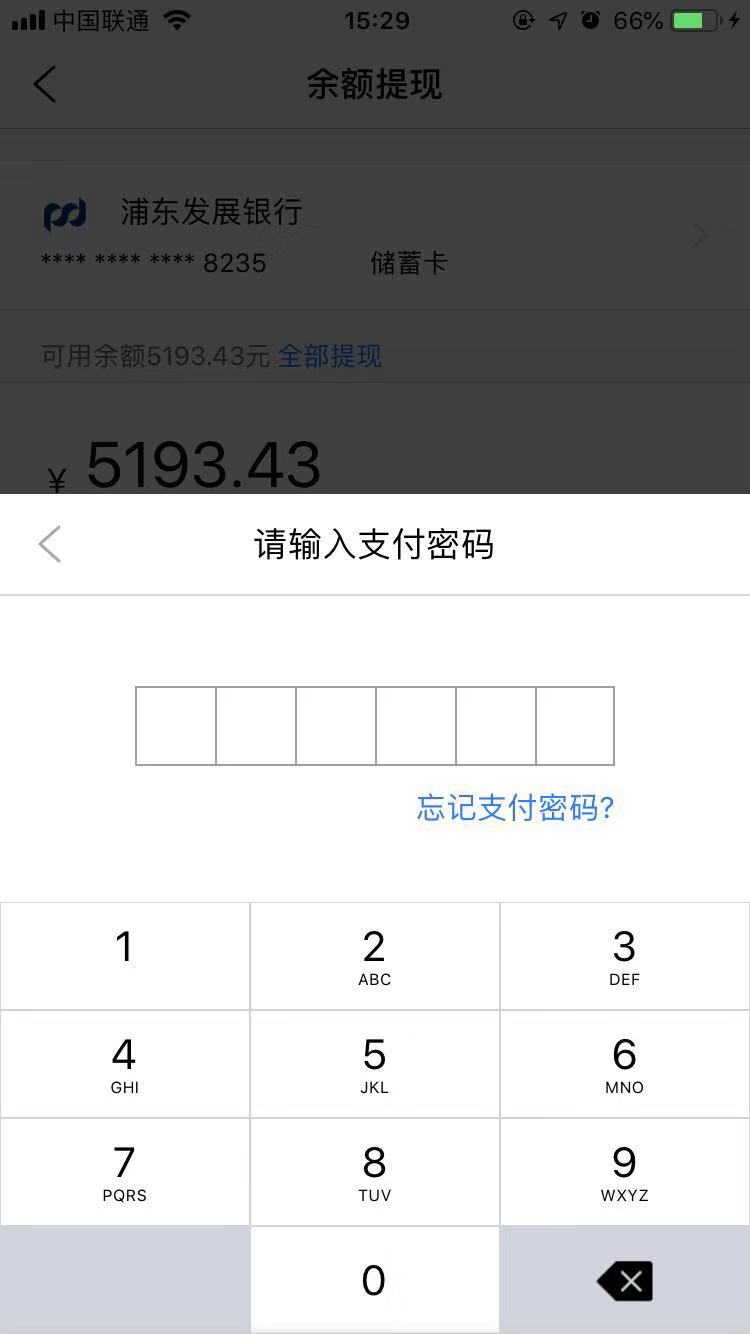 中国联通 15:29 66%
余额提现
浦东发展银行
**** **** **** 8235 储蓄卡
可用余额5193.43元 全部提现
¥ 5193.43
请输入支付密码
忘记支付密码?
1 2 3
ABC DEF
4 5 6
GHI JKL MNO
7 8 9
PQRS TUV WXYZ
0